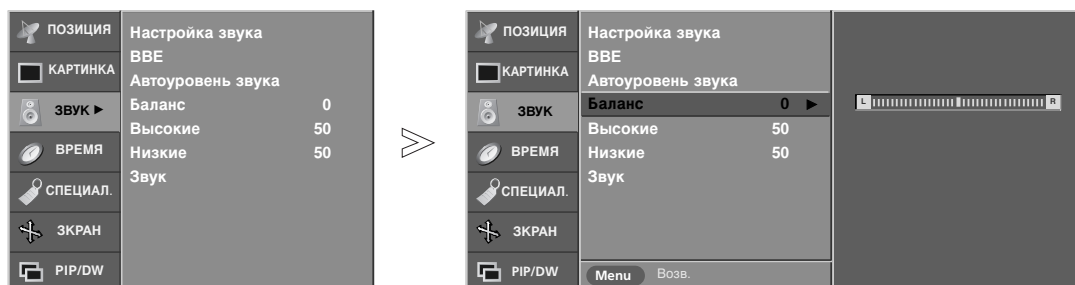 ПОЗИЦИЯ
КАРТИНКА
ЗВУК ►
ВРЕМЯ
СПЕЦИАЛ.
ЗКРАН
PIP/DW
Настройка звука
BBE
Автоуровень звука
Баланс 0
Высокие 50
Низкие 50
Звук
ПОЗИЦИЯ
КАРТИНКА
ЗВУК
ВРЕМЯ
СПЕЦИАЛ.
ЗКРАН
PIP/DW
Настройка звука
BBE
Автоуровень звука
Баланс 0 ►
Высокие 50
Низкие 50
Звук
Menu Возв.
L R